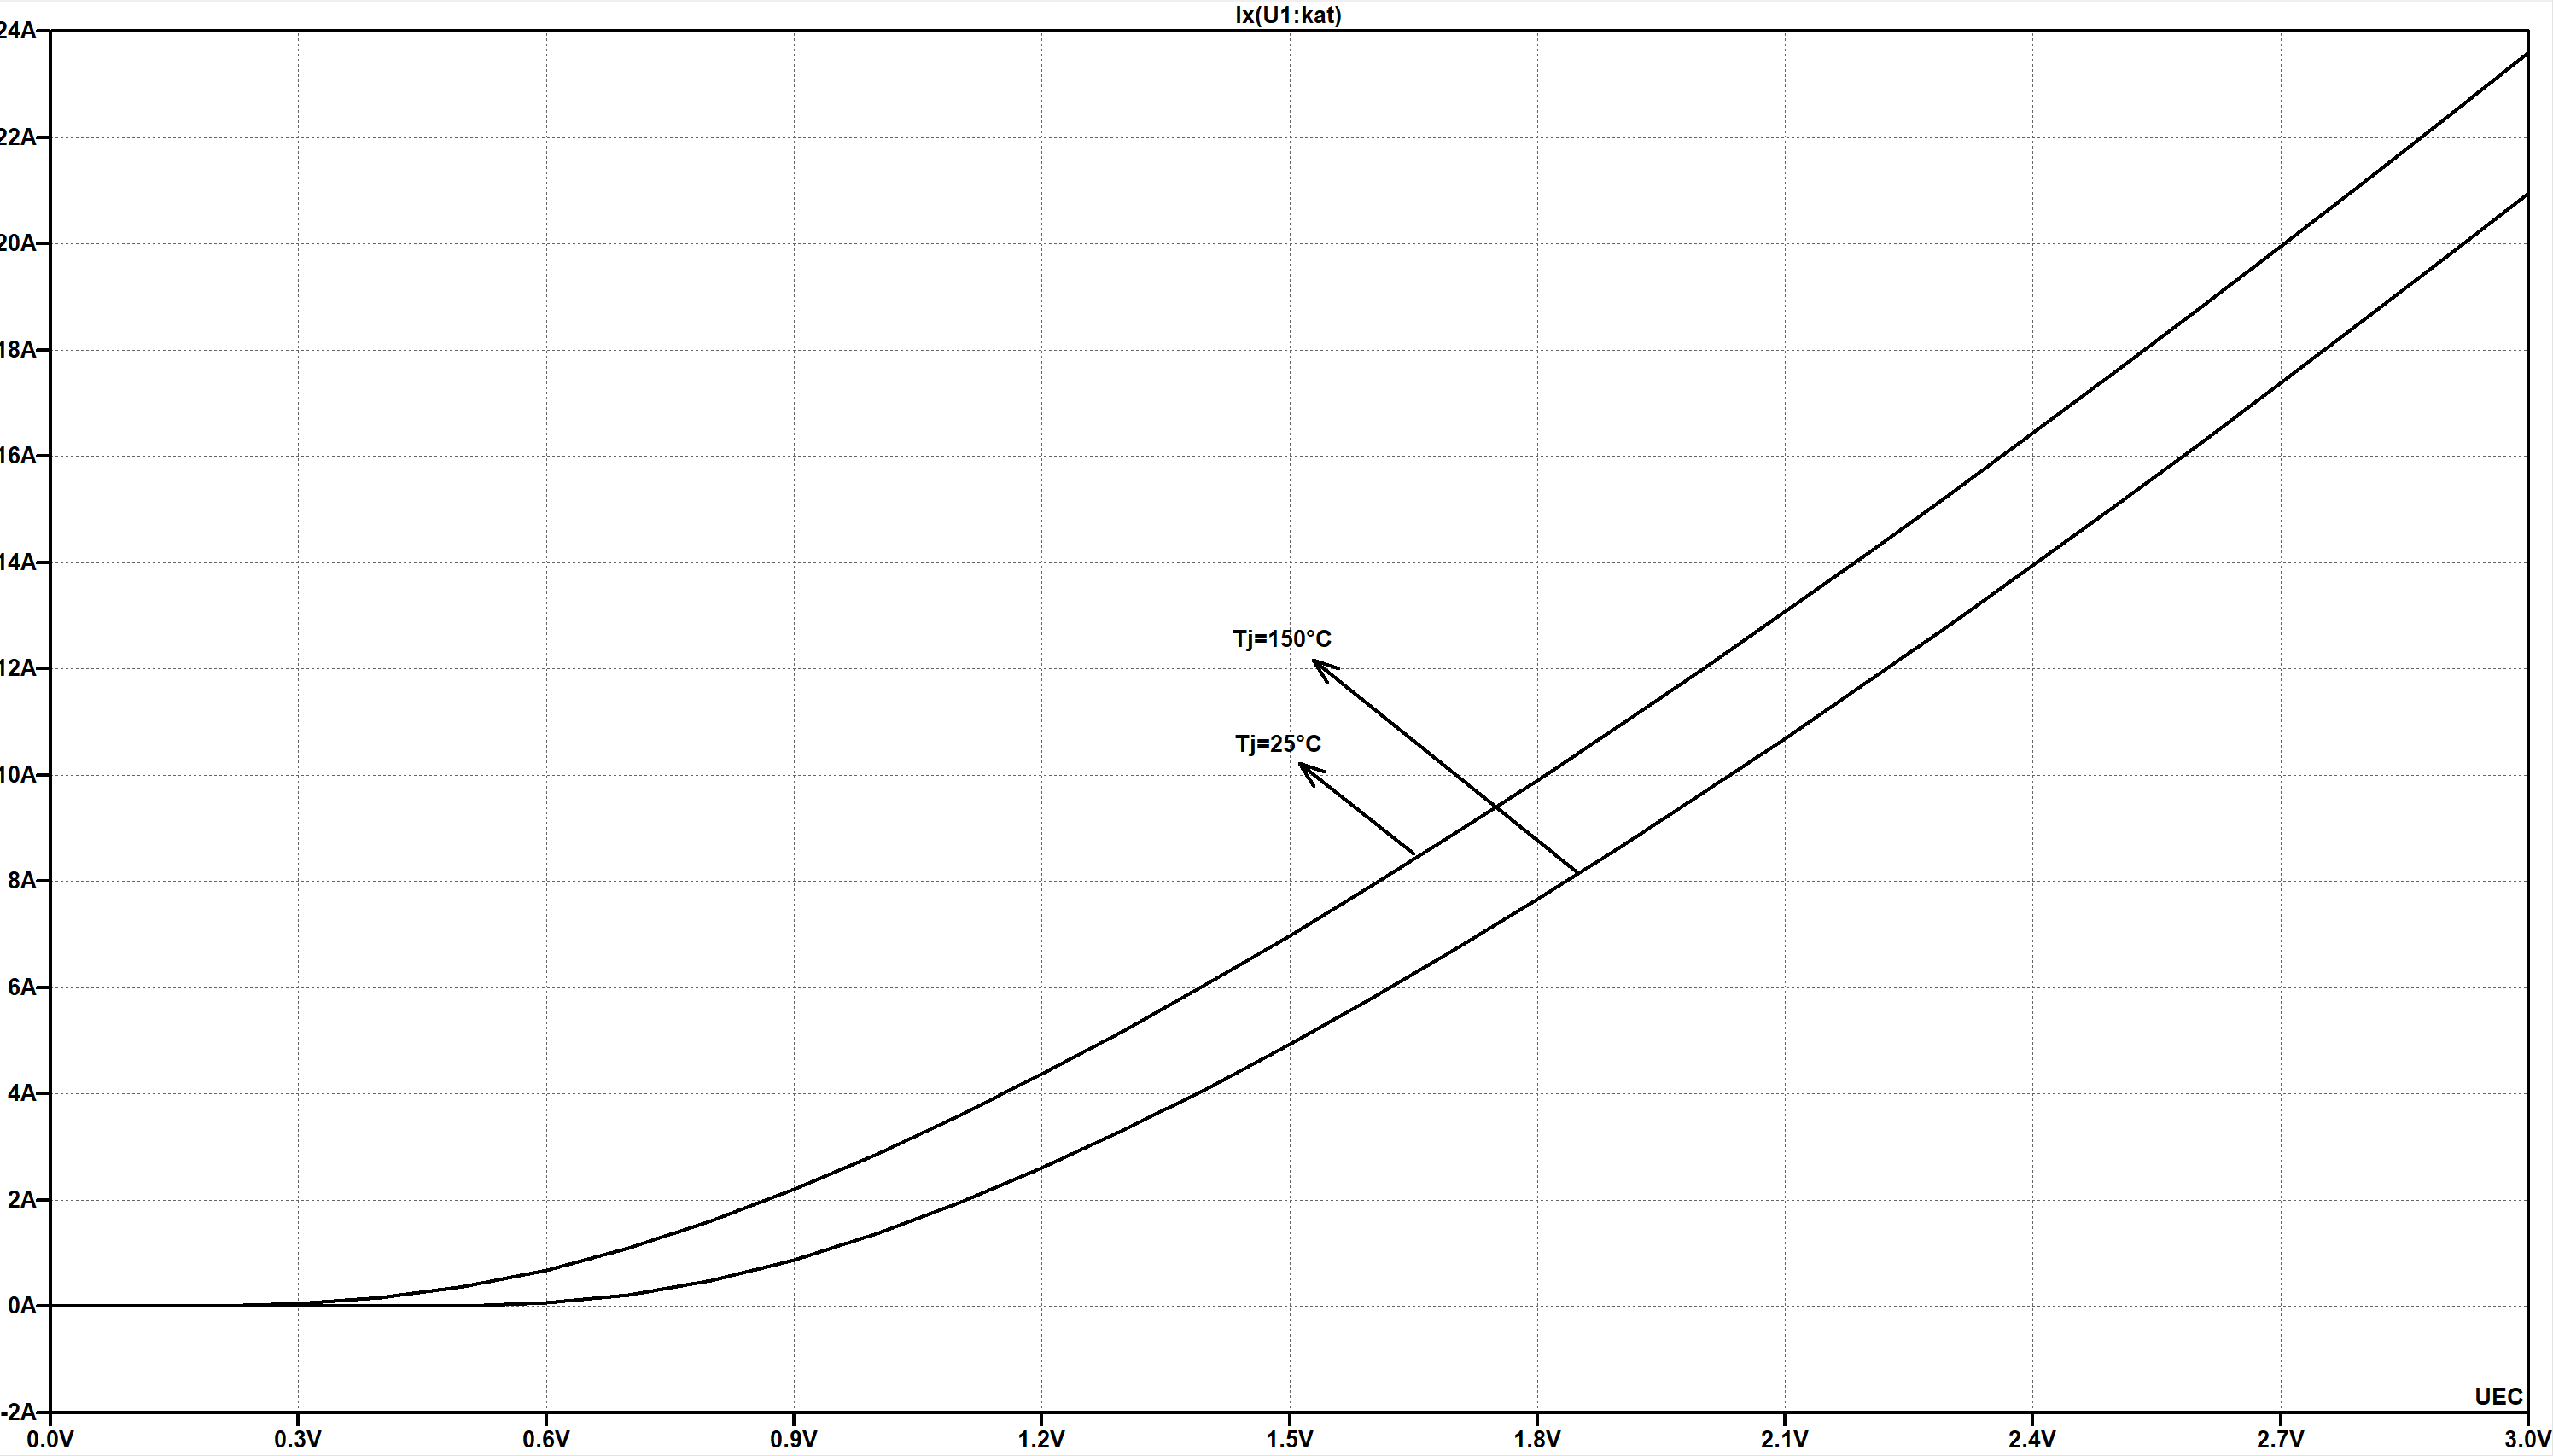 Ix(U1:kat)
24A
22A
20A
18A
16A
14A
12A
10A
8A
6A
4A
2A
0A
-2A
Tj=150°C
Tj=25°C
UEC
0.0V 0.3V 0.6V 0.9V 1.2V 1.5V 1.8V 2.1V 2.4V 2.7V 3.0V